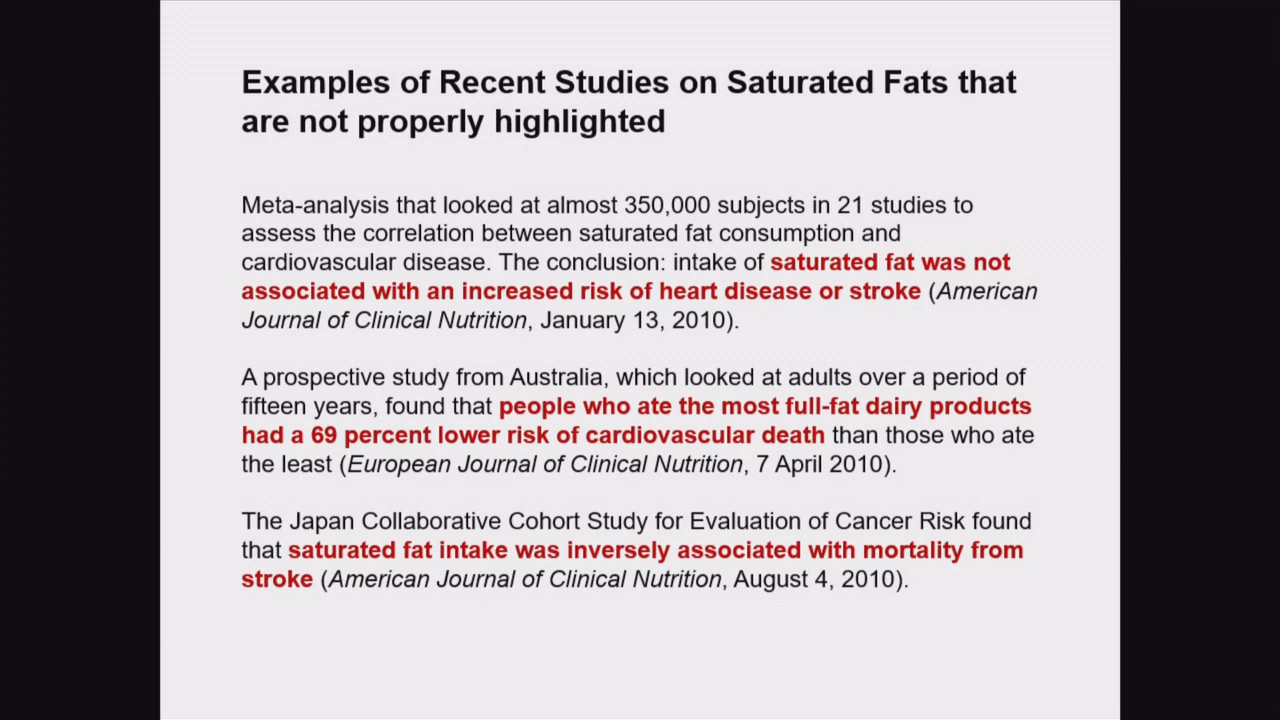 Examples of Recent Studies on Saturated Fats that
are not properly highlighted
Meta-analysis that looked at almost 350,000 subjects in 21 studies to
assess the correlation between saturated fat consumption and
cardiovascular disease. The conclusion: intake of saturated fat was not
associated with an increased risk of heart disease or stroke (American
Journal of Clinical Nutrition, January 13, 2010).
A prospective study from Australia, which looked at adults over a period of
fifteen years, found that people who ate the most full-fat dairy products
had a 69 percent lower risk of cardiovascular death than those who ate
the least (European Journal of Clinical Nutrition, 7 April 2010).
The Japan Collaborative Cohort Study for Evaluation of Cancer Risk found
that saturated fat intake was inversely associated with mortality from
stroke (American Journal of Clinical Nutrition, August 4, 2010).